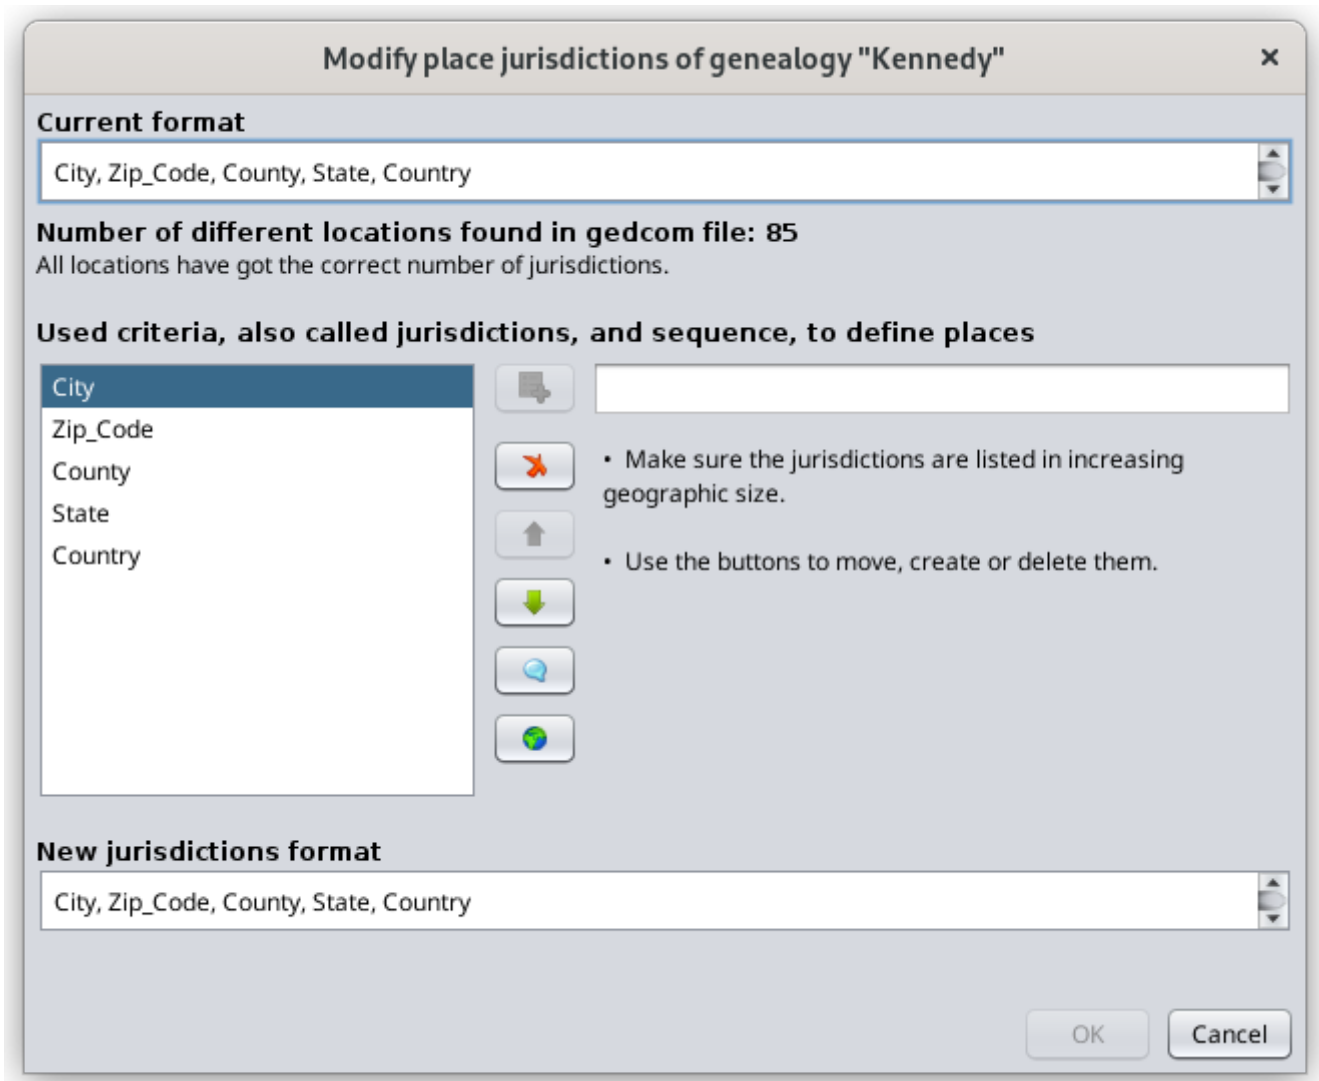 Modify place jurisdictions of genealogy "Kennedy"
Current format
City, Zip_Code, County, State, Country
Number of different locations found in gedcom file: 85
All locations have got the correct number of jurisdictions.
Used criteria, also called jurisdictions, and sequence, to define places
City
Zip_Code
County
State
Country
• Make sure the jurisdictions are listed in increasing
geographic size.
• Use the buttons to move, create or delete them.
New jurisdictions format
City, Zip_Code, County, State, Country
OK
Cancel